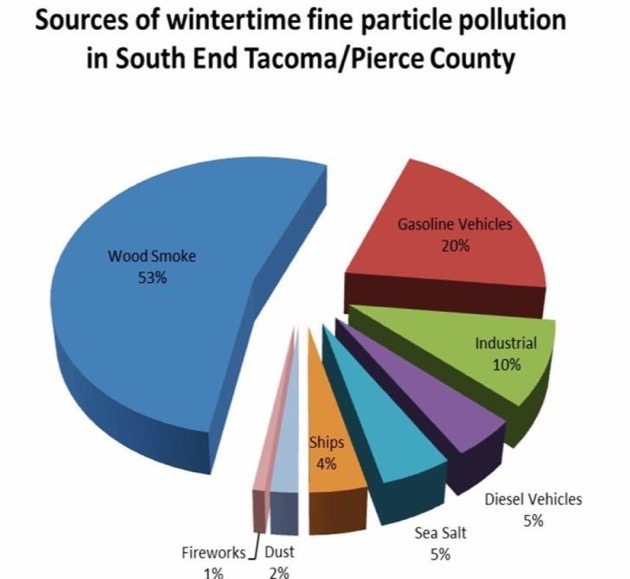 Sources of wintertime fine particle pollution
in South End Tacoma/Pierce County
Wood Smoke
53%
Gasoline Vehicles
20%
Industrial
10%
Diesel Vehicles
5%
Sea Salt
5%
Ships
4%
Dust
2%
Fireworks
1%